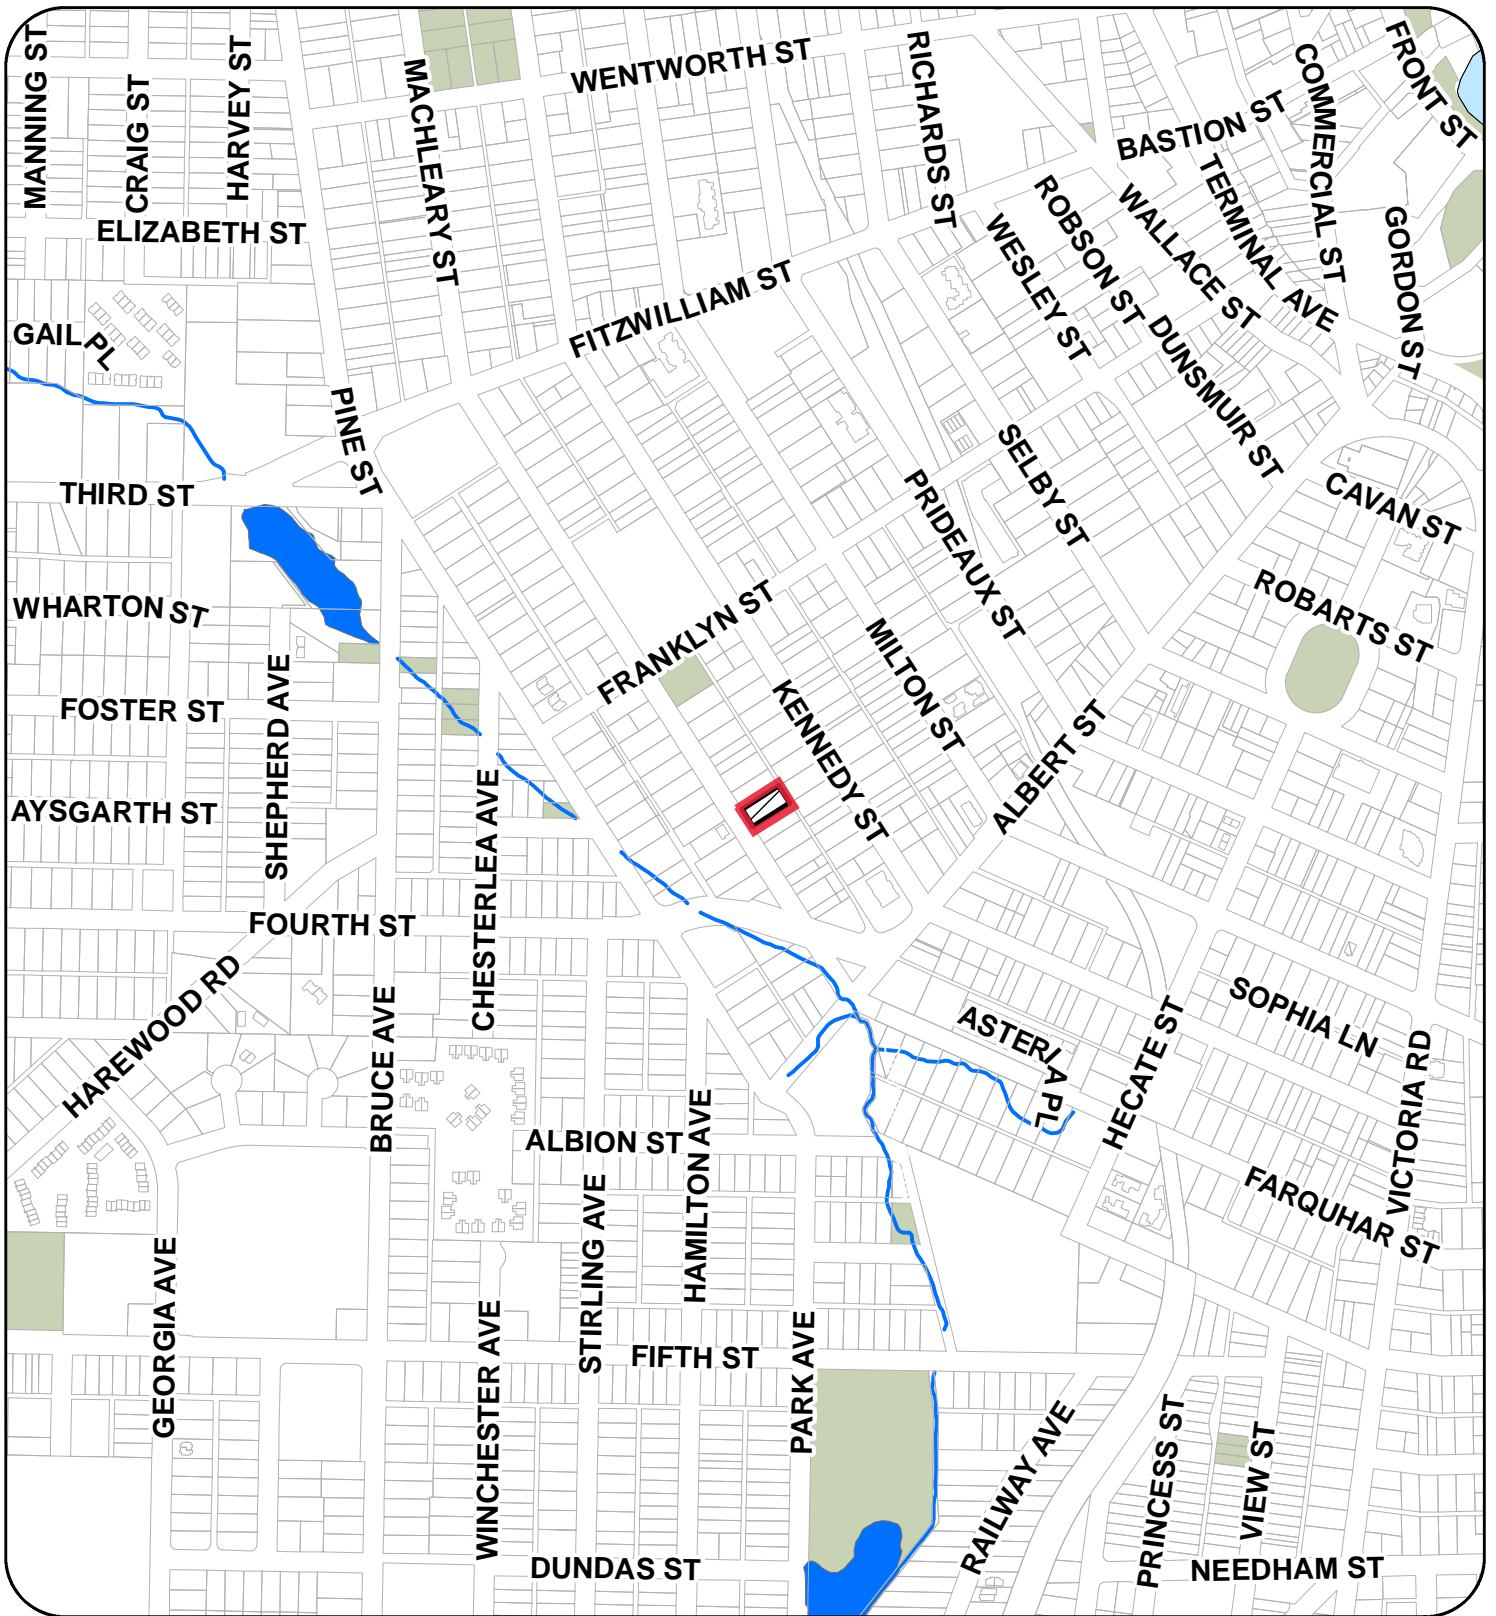 MANNING ST
CRAIG ST
HARVEY ST
MACHLEARY ST
WENTWORTH ST
RICHARDS ST
BASTION ST
COMMERCIAL ST
FRONT ST
ELIZABETH ST
FITZWILLIAM ST
WESLEY ST
ROBSON ST
WALLACE ST
TERMINAL AVE
GORDON ST
GAIL PL
PINE ST
DUNSMUIR ST
SELBY ST
PRIDEAUX ST
CAVAN ST
THIRD ST
WHARTON ST
FRANKLYN ST
MILTON ST
ROBARTS ST
FOSTER ST
SHEPHERD AVE
KENNEDY ST
ALBERT ST
AYSGARTH ST
CHESTERLEA AVE
FOURTH ST
HAREWOOD RD
BRUCE AVE
ASTERIA PL
HECATE ST
SOPHIA LN
VICTORIA RD
ALBION ST
HAMILTON AVE
STIRLING AVE
FARQUHAR ST
GEORGIA AVE
WINCHESTER AVE
FIFTH ST
PARK AVE
RAILWAY AVE
PRINCESS ST
VIEW ST
DUNDAS ST
NEEDHAM ST